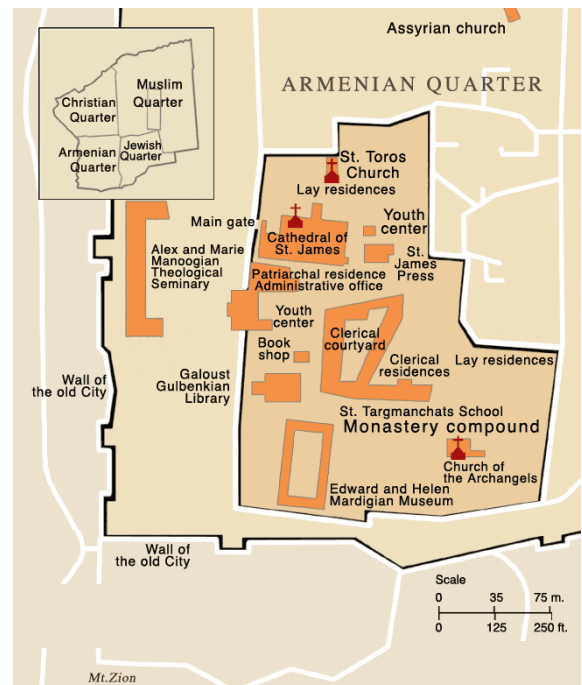 Assyrian church
ARMENIAN QUARTER
Muslim
Quarter
Christian
Quarter
Armenian
Quarter
Jewish
Quarter
St. Toros
Church
Lay residences
Main gate
Cathedral of
St. James
Youth
center
St.
James
Press
Alex and Marie
Manoogian
Theological
Seminary
Patriarchal residence
Administrative office
Youth
center
Clerical
courtyard
Book
shop
Clerical
residences
Lay residences
Wall of
the old City
Galoust
Gulbenkian
Library
St. Targmanchats School
Monastery compound
Church of
the Archangels
Edward and Helen
Mardigian Museum
Wall of
the old City
Scale
0 35 75 m.
0 125 250 ft.
Mt.Zion